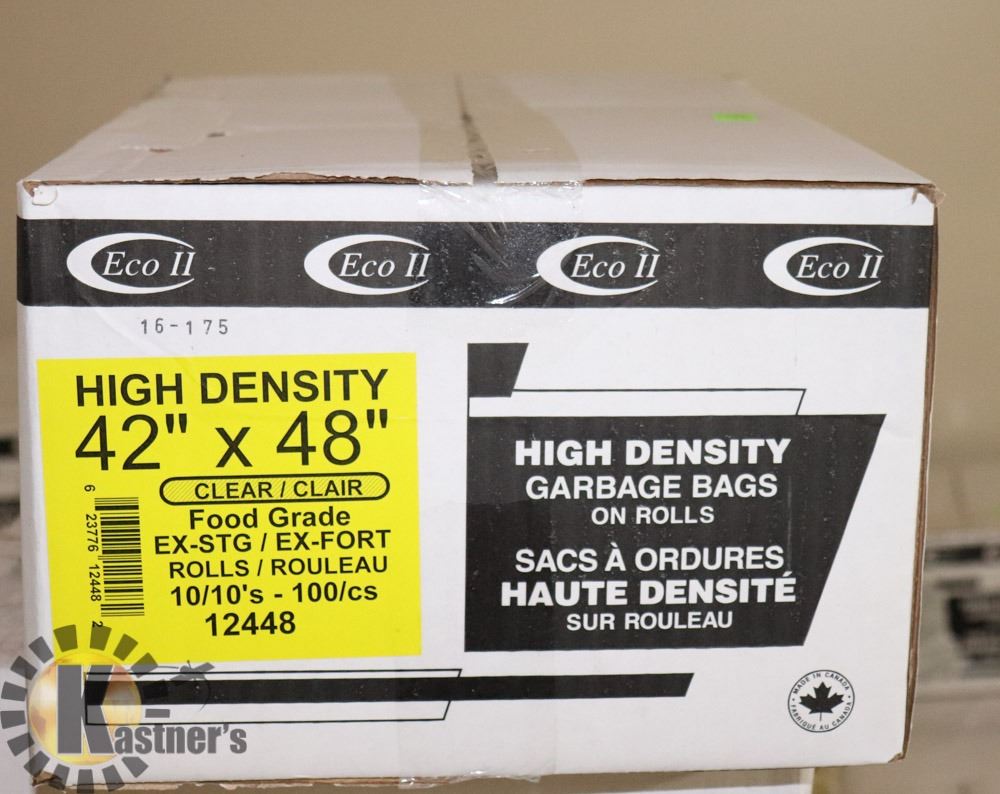 Eco II Eco II Eco II Eco II
16-175
HIGH DENSITY
42" x 48"
CLEAR / CLAIR
Food Grade
EX-STG / EX-FORT
ROLLS / ROULEAU
10/10's - 100/cs
12448
6 23776 12448 2
HIGH DENSITY
GARBAGE BAGS
ON ROLLS
SACS À ORDURES
HAUTE DENSITÉ
SUR ROULEAU
MADE IN CANADA
FABRIQUÉ AU CANADA
Kastner's